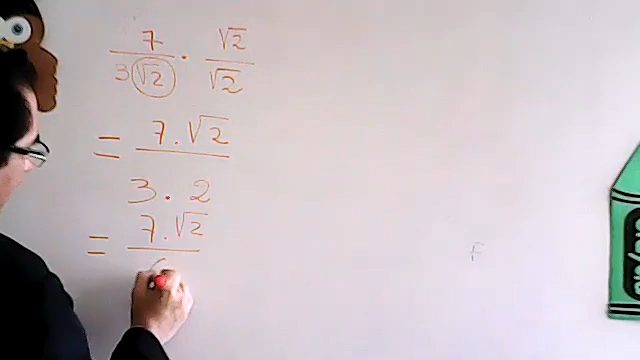 7 . √2
3 √2 √2
= 7 . √2
3 . 2
= 7 . √2